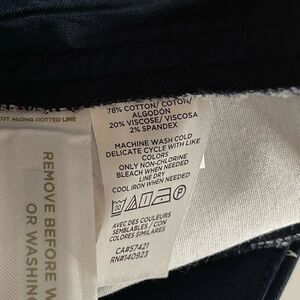 CUT ALONG DOTTED LINE
REMOVE BEFORE
OR WASHING
78% COTTON/ COTON/
ALGODON
20% VISCOSE/ VISCOSA
2% SPANDEX
MACHINE WASH COLD
DELICATE CYCLE WITH LIKE
COLORS
ONLY NON-CHLORINE
BLEACH WHEN NEEDED
LINE DRY
COOL IRON WHEN NEEDED
30
P
AVEC DES COULEURS
SEMBLABLES / CON
COLORES SIMILARES
CA#57421
RN#140923